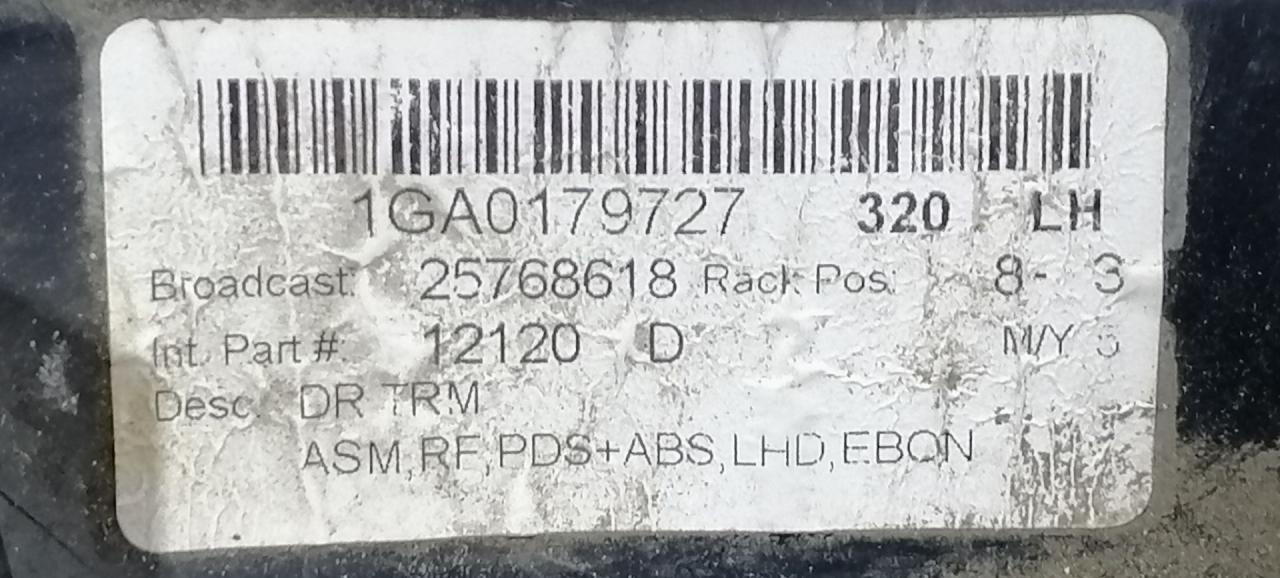 1GA0179727 320 LH
Broadcast: 25768618 Rack Pos: 8- 3
Int. Part #: 12120 D M/Y
Desc: DR TRM
ASM,RF,PDS+ABS,LHD,EBON